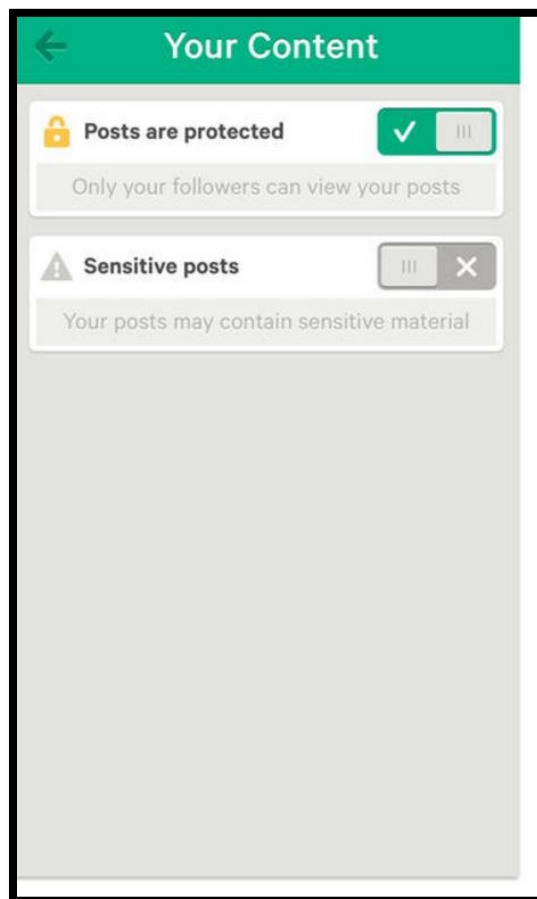 Your Content
Posts are protected
Only your followers can view your posts
Sensitive posts
Your posts may contain sensitive material